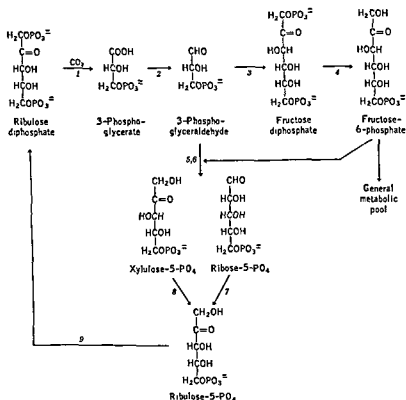 H₂COPO₃=
C=O
HCOH
HCOH
H₂COPO₃=
Ribulose
diphosphate
CO₂
1
COOH
HCOH
H₂COPO₃=
3-Phospho-
glycerate
2
CHO
HCOH
H₂COPO₃=
3-Phospho-
glyceraldehyde
3
H₂COPO₃=
C=O
HOCH
HCOH
HCOH
H₂COPO₃=
Fructose
diphosphate
4
CH₂OH
C=O
HOCH
HCOH
HCOH
H₂COPO₃=
Fructose-
6-phosphate
5,6
General
metabolic
pool
CH₂OH
C=O
HOCH
HCOH
H₂COPO₃=
Xylulose-5-PO₄
CHO
HCOH
HCOH
HCOH
H₂COPO₃=
Ribose-5-PO₄
8
7
9
CH₂OH
C=O
HCOH
HCOH
H₂COPO₃=
Ribulose-5-PO₄